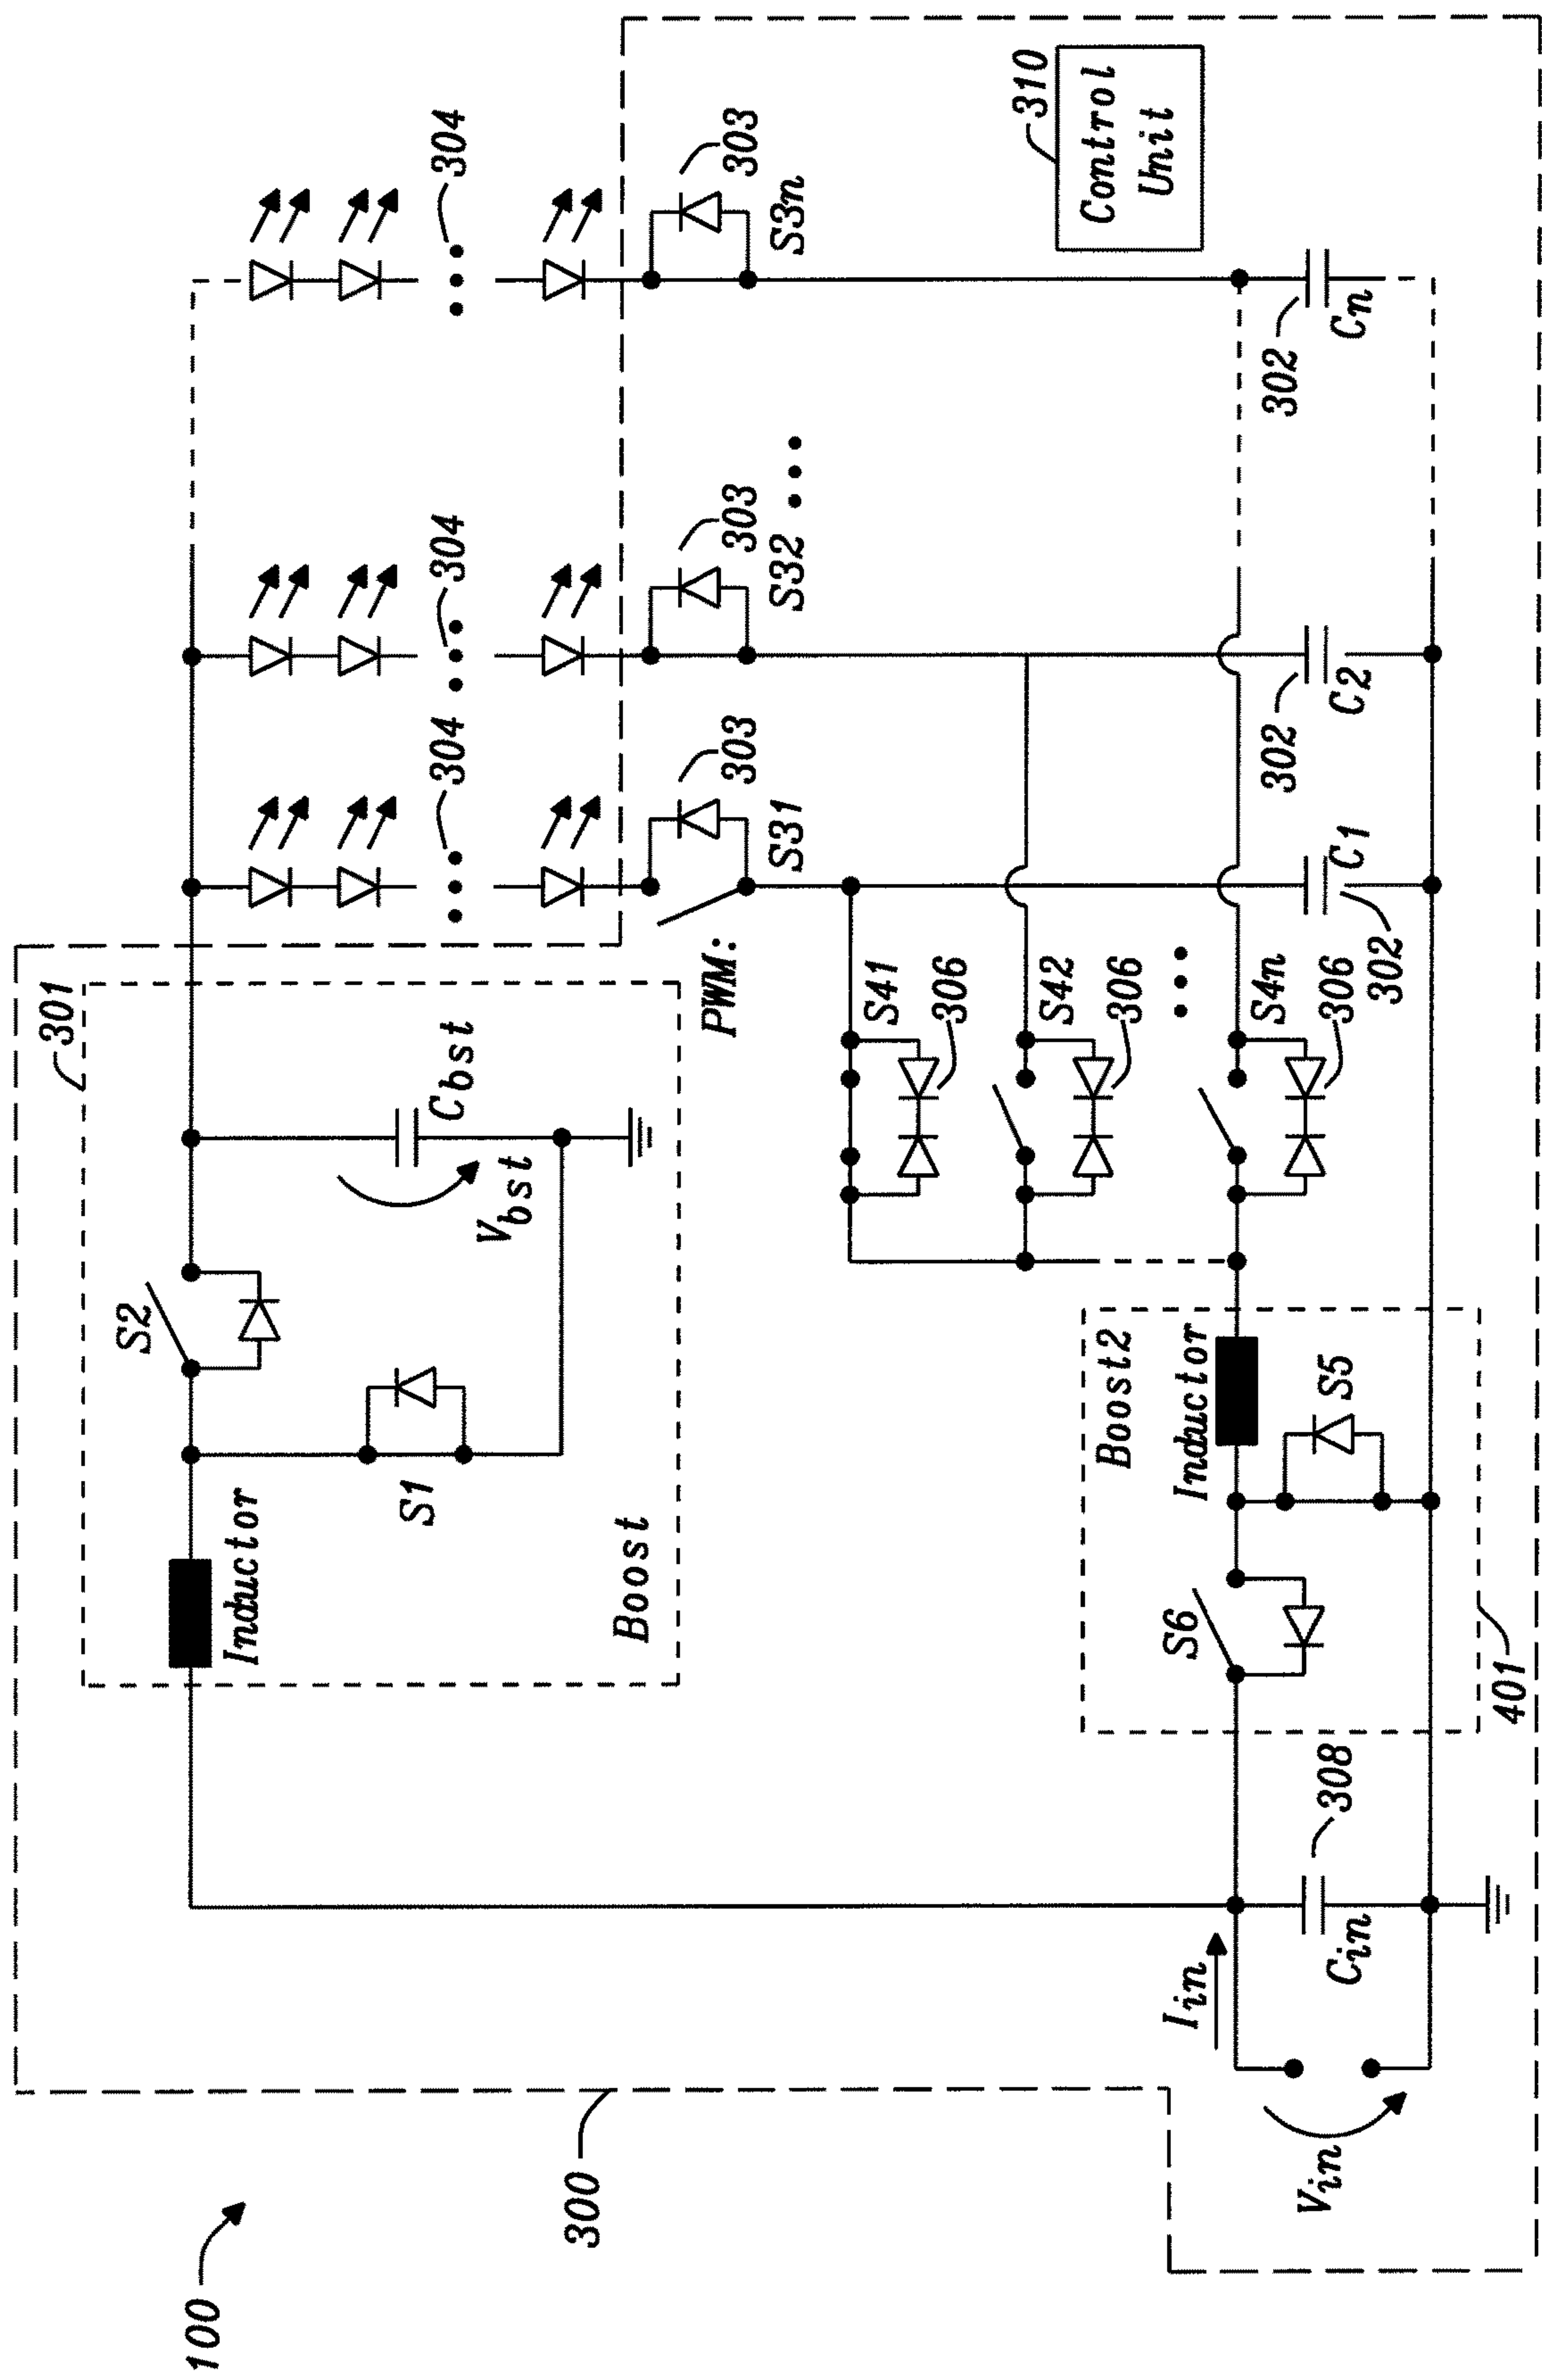 100
300
301
Inductor
S2
S1
Boost
Cbst
Vbst
304
304
304
PWM:
S31
303
S32
303
S3n
303
310
Control
Unit
S41
306
S42
306
S4n
306
C1
302
C2
302
Cn
302
Boost2
Inductor
S5
S6
401
308
Cin
Iin
Vin